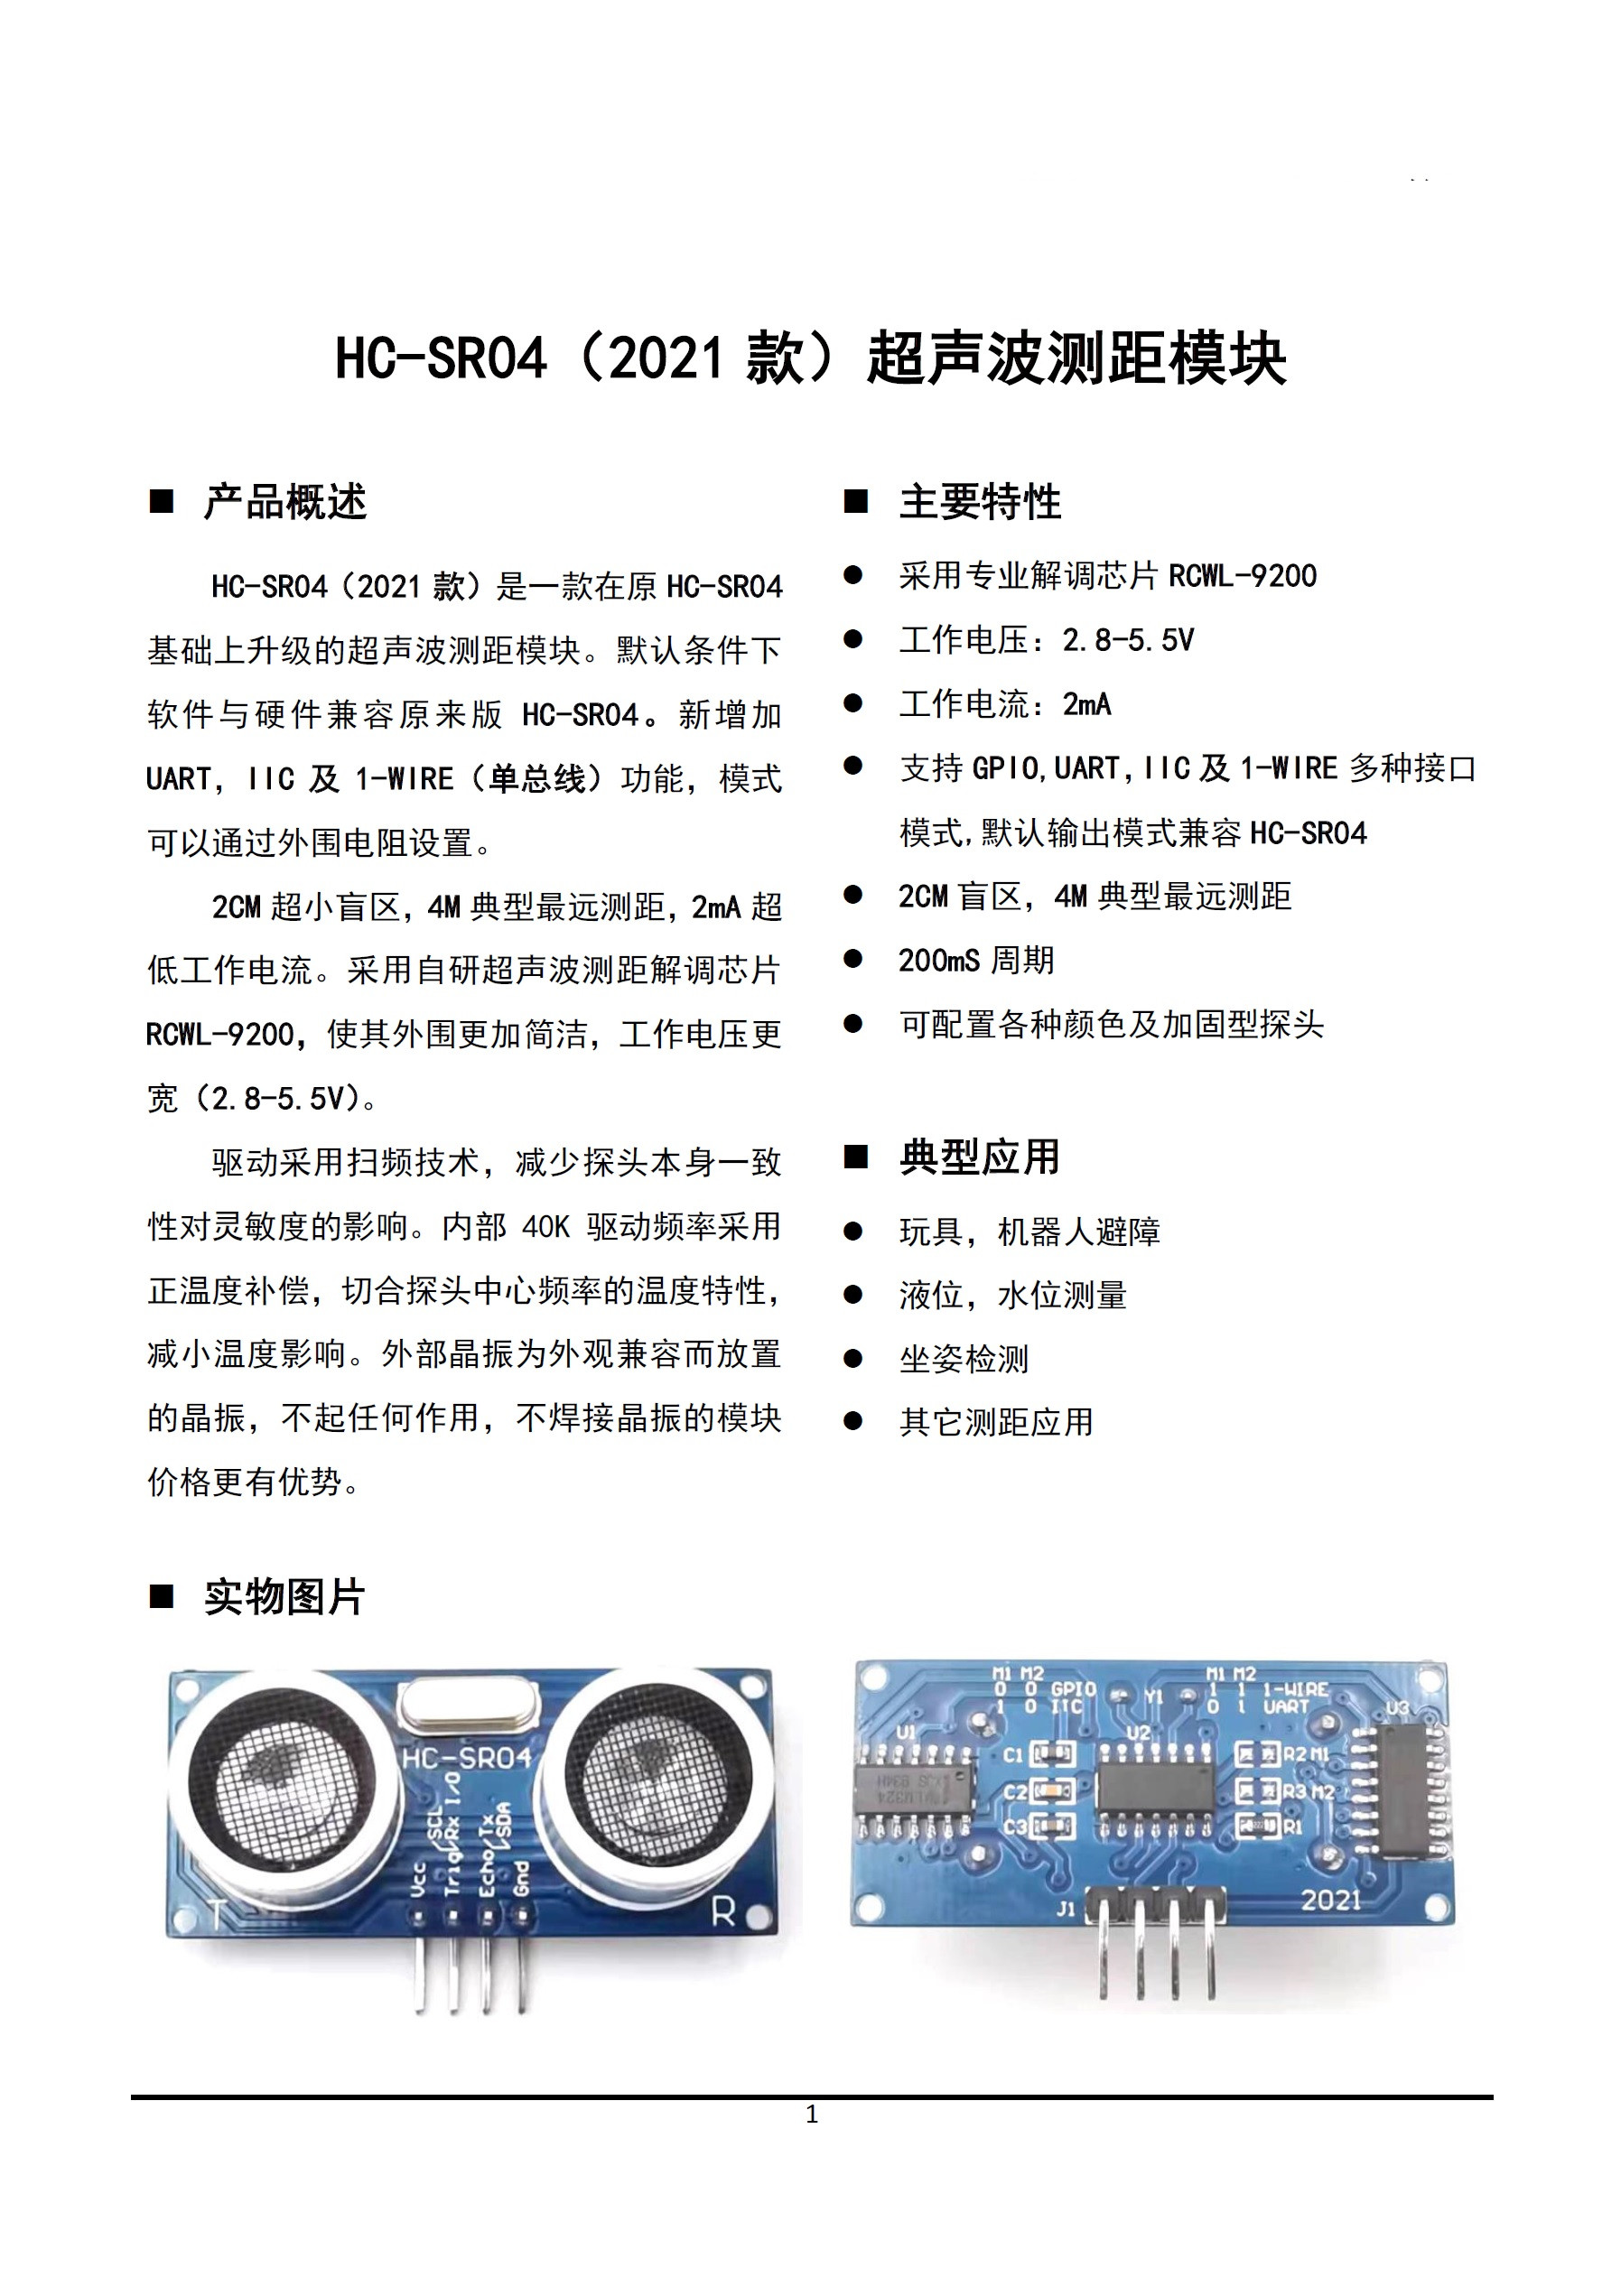 HC-SR04（2021 款）超声波测距模块
■ 产品概述
HC-SR04（2021 款）是一款在原 HC-SR04
基础上升级的超声波测距模块。默认条件下
软件与硬件兼容原来版 HC-SR04。新增加
UART，IIC 及 1-WIRE（单总线）功能，模式
可以通过外围电阻设置。
2CM 超小盲区，4M 典型最远测距，2mA 超
低工作电流。采用自研超声波测距解调芯片
RCWL-9200，使其外围更加简洁，工作电压更
宽（2.8-5.5V）。
驱动采用扫频技术，减少探头本身一致
性对灵敏度的影响。内部 40K 驱动频率采用
正温度补偿，切合探头中心频率的温度特性，
减小温度影响。外部晶振为外观兼容而放置
的晶振，不起任何作用，不焊接晶振的模块
价格更有优势。
■ 主要特性
● 采用专业解调芯片 RCWL-9200
● 工作电压：2.8-5.5V
● 工作电流：2mA
● 支持 GPIO,UART,IIC 及 1-WIRE 多种接口
模式,默认输出模式兼容 HC-SR04
● 2CM 盲区，4M 典型最远测距
● 200mS 周期
● 可配置各种颜色及加固型探头
■ 典型应用
● 玩具，机器人避障
● 液位，水位测量
● 坐姿检测
● 其它测距应用
■ 实物图片
HC-SR04
Vcc
Trig/Rx I/O
/SCL
Echo/Tx
/SDA
Gnd
T
R
M1 M2
0 0 GPIO
1 0 IIC
Y1
M1 M2
1 1 1-WIRE
0 1 UART
U1
U2
U3
C1
C2
C3
R2 M1
R3 M2
R1
J1
2021
1